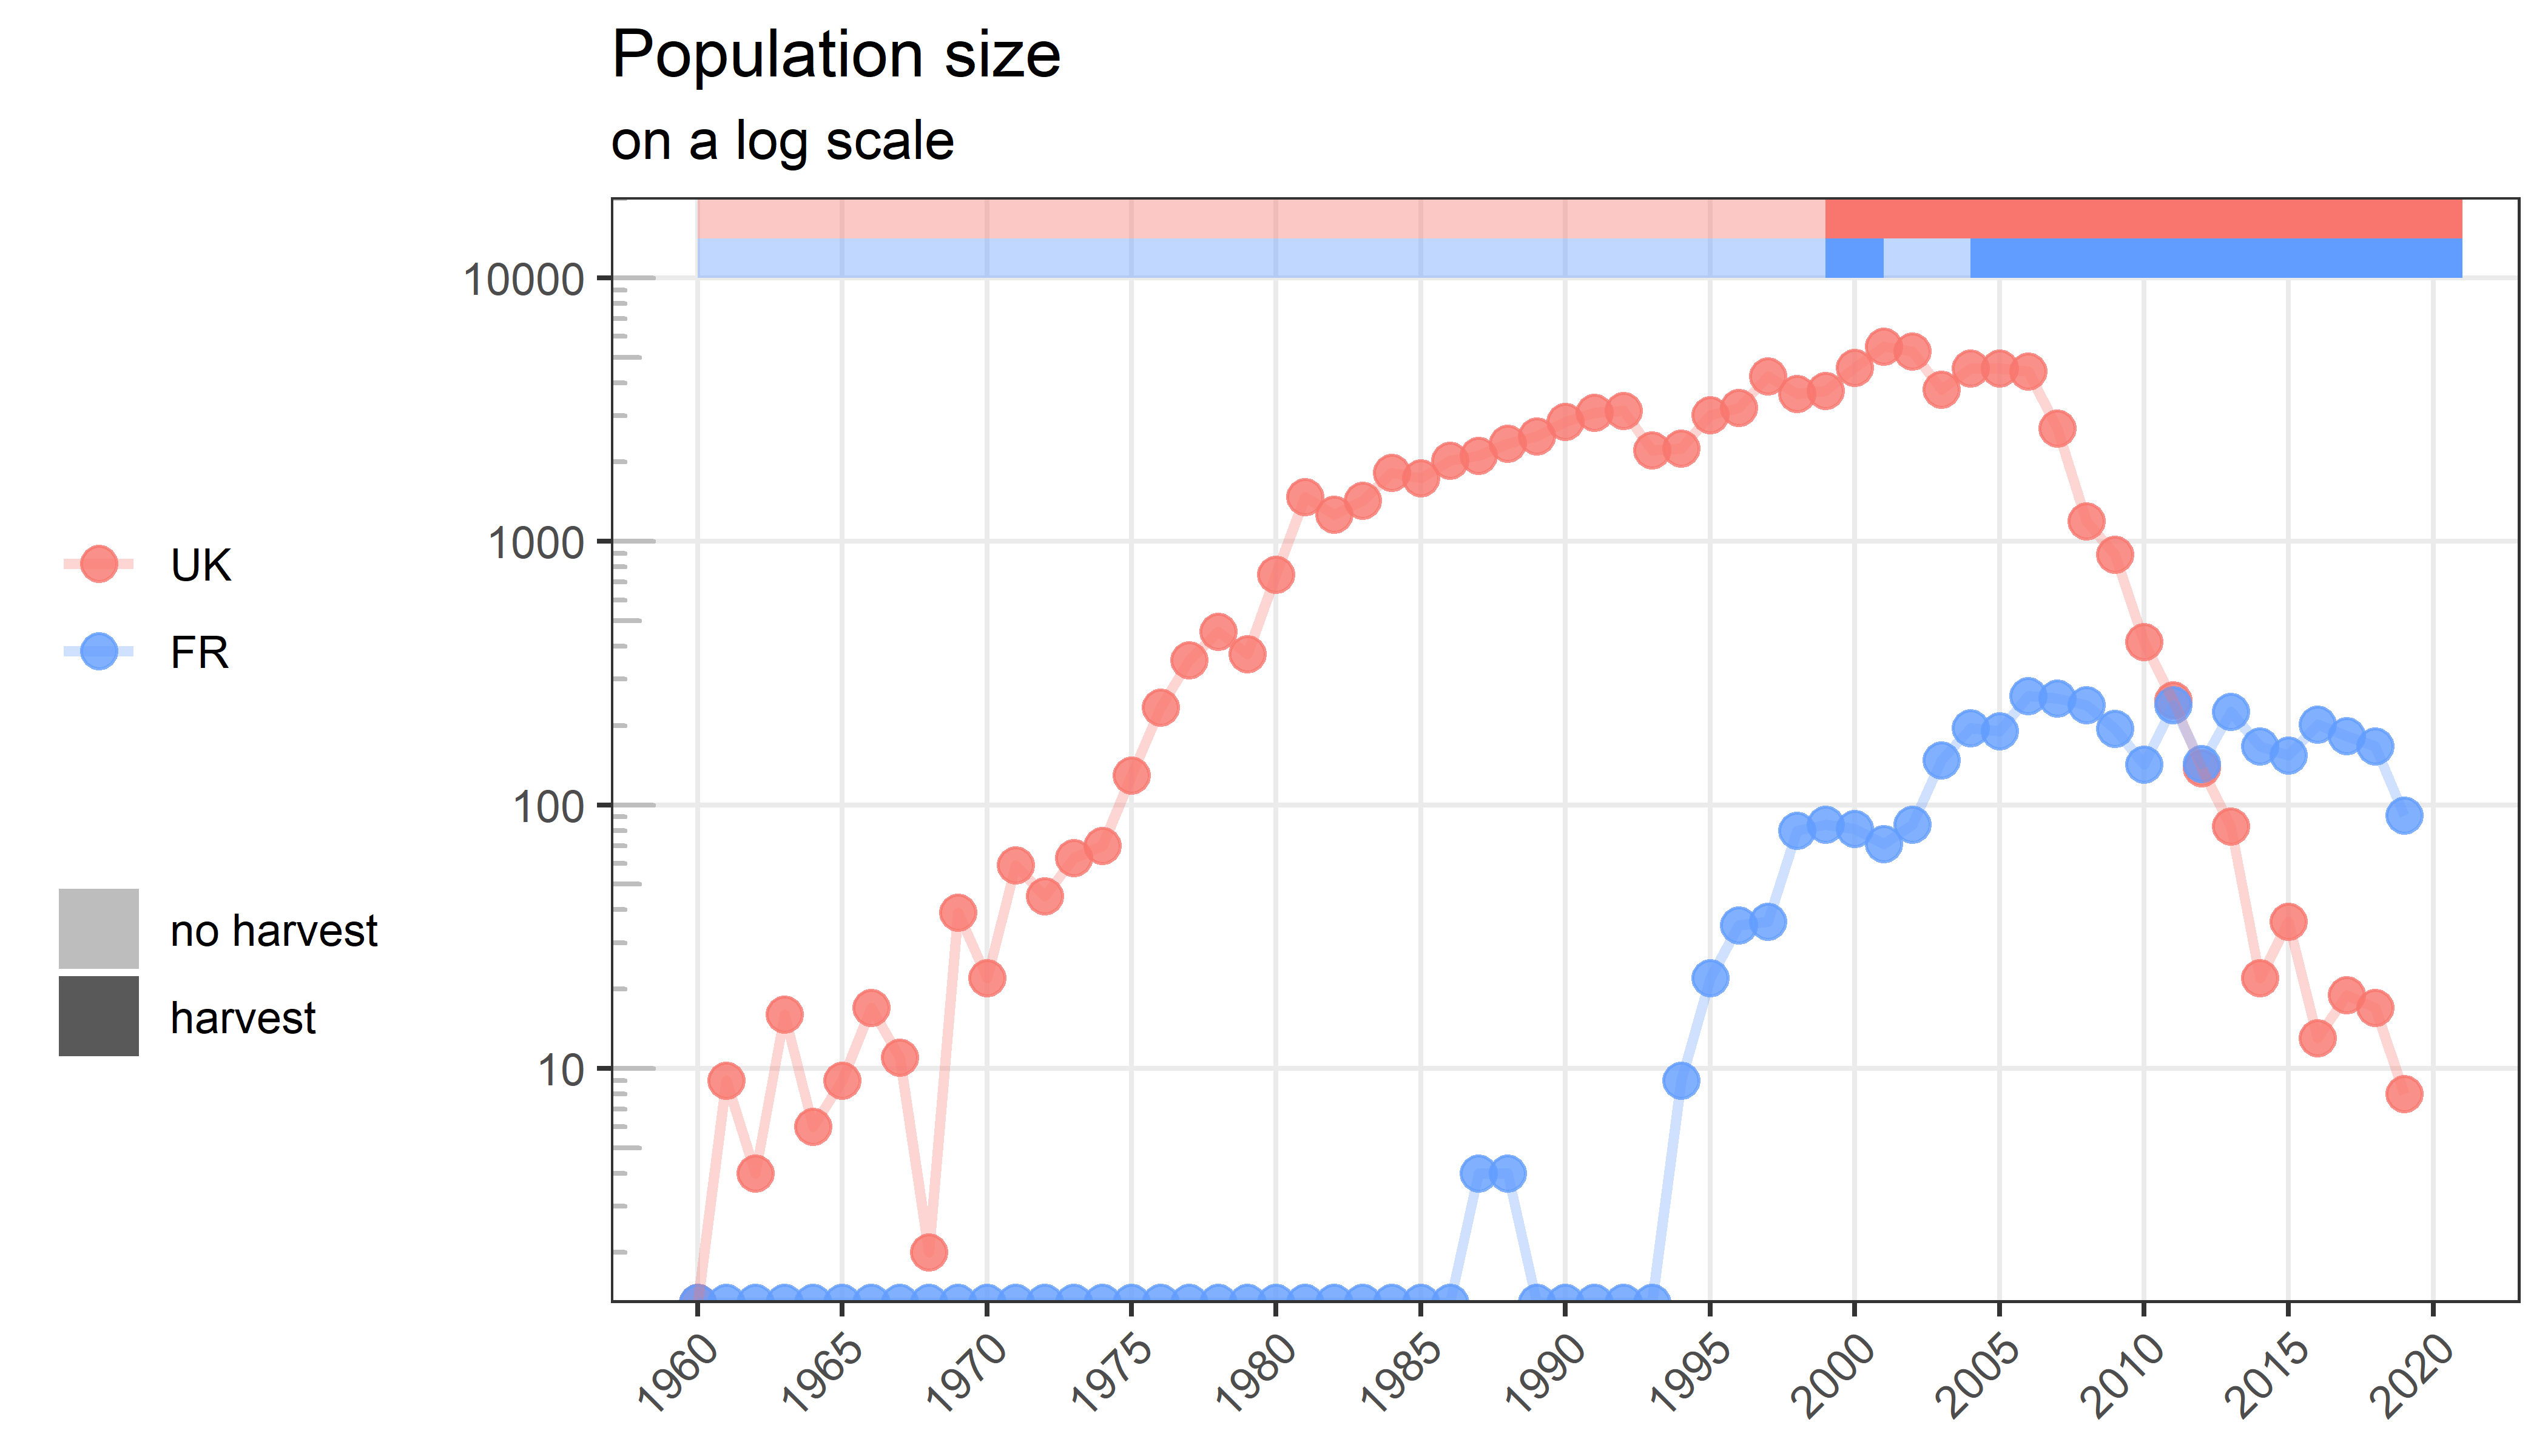 Population size
on a log scale
10000
1000
100
10
UK
FR
no harvest
harvest
1960 1965 1970 1975 1980 1985 1990 1995 2000 2005 2010 2015 2020